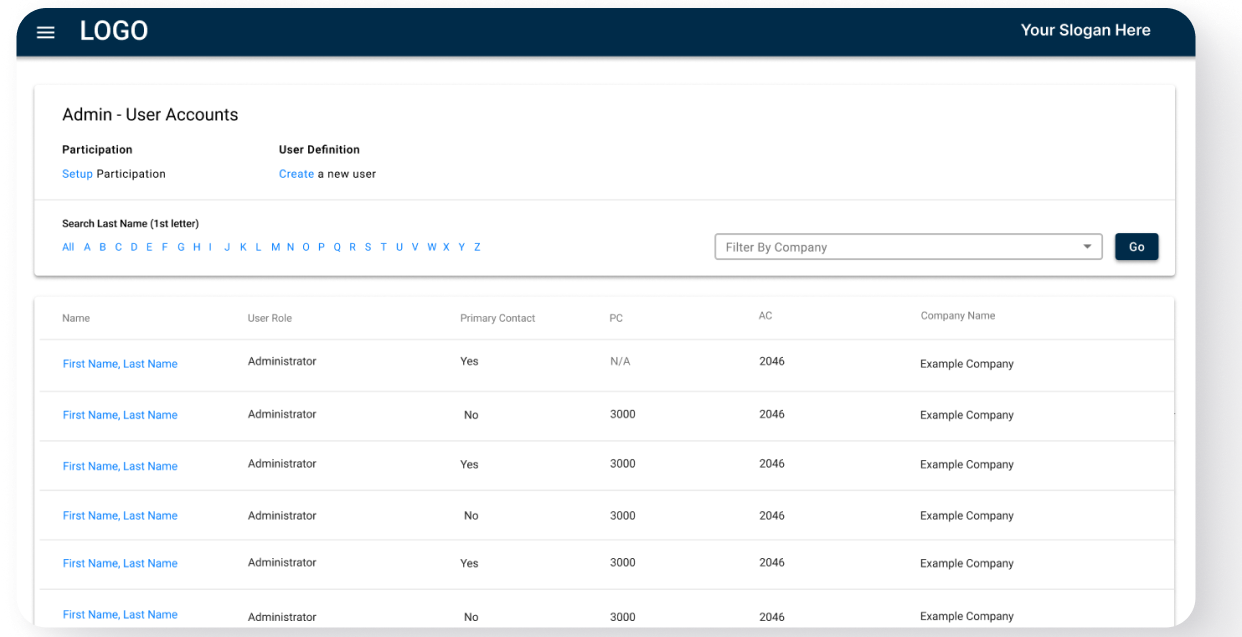 LOGO Your Slogan Here
Admin - User Accounts
Participation User Definition
Setup Participation Create a new user
Search Last Name (1st letter)
All A B C D E F G H I J K L M N O P Q R S T U V W X Y Z Filter By Company Go
Name User Role Primary Contact PC AC Company Name
First Name, Last Name Administrator Yes N/A 2046 Example Company
First Name, Last Name Administrator No 3000 2046 Example Company
First Name, Last Name Administrator Yes 3000 2046 Example Company
First Name, Last Name Administrator No 3000 2046 Example Company
First Name, Last Name Administrator Yes 3000 2046 Example Company
First Name, Last Name Administrator No 3000 2046 Example Company